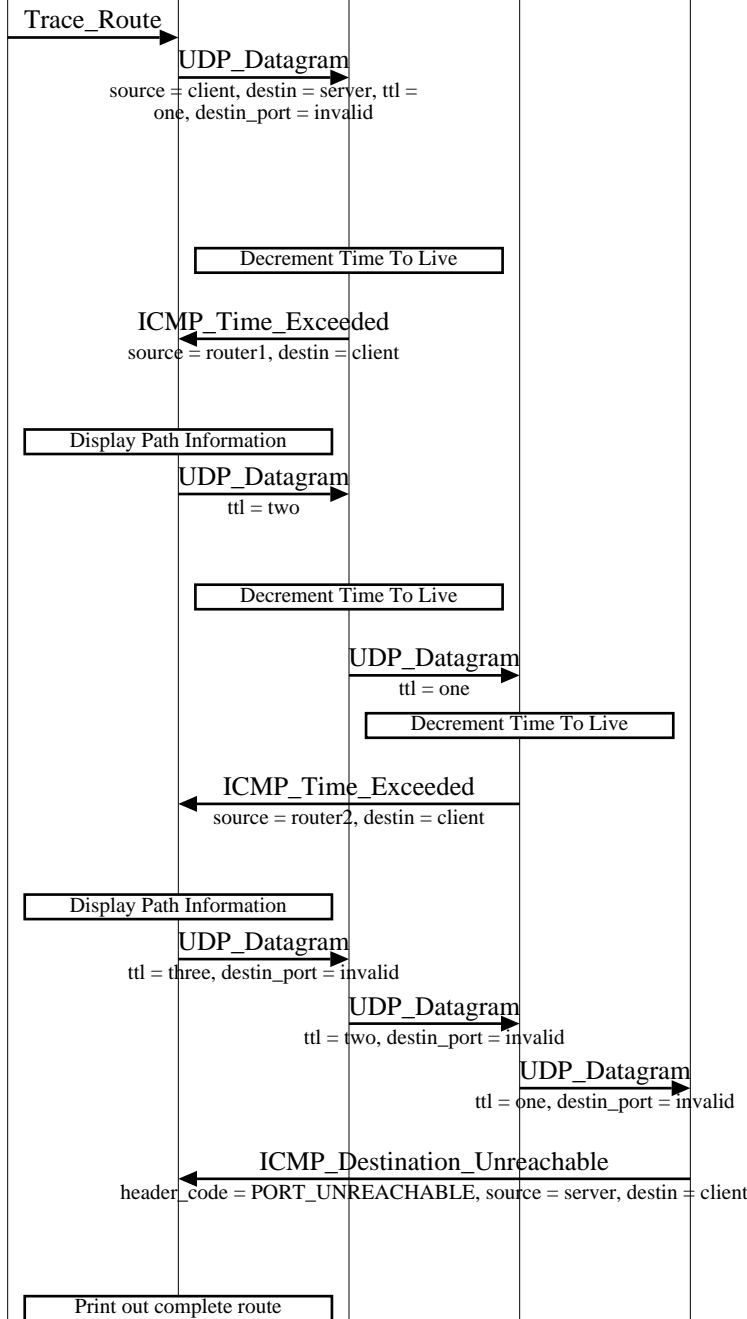 Trace_Route
UDP_Datagram
source = client, destin = server, ttl =
one, destin_port = invalid
Decrement Time To Live
ICMP_Time_Exceeded
source = router1, destin = client
Display Path Information
UDP_Datagram
ttl = two
Decrement Time To Live
UDP_Datagram
ttl = one
Decrement Time To Live
ICMP_Time_Exceeded
source = router2, destin = client
Display Path Information
UDP_Datagram
ttl = three, destin_port = invalid
UDP_Datagram
ttl = two, destin_port = invalid
UDP_Datagram
ttl = one, destin_port = invalid
ICMP_Destination_Unreachable
header_code = PORT_UNREACHABLE, source = server, destin = client
Print out complete route